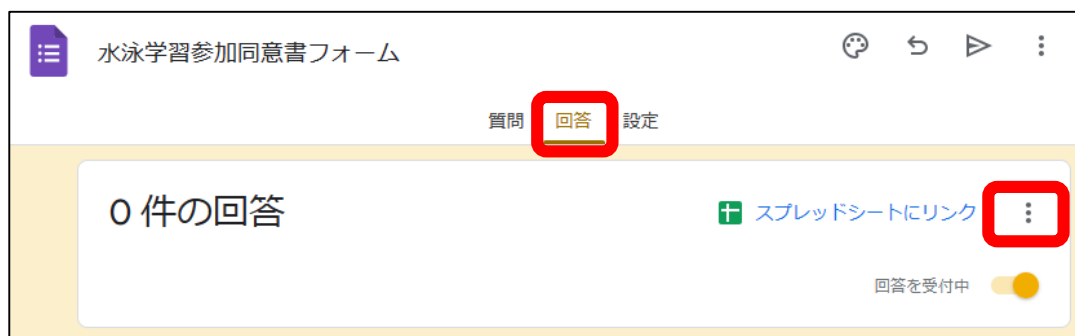 水泳学習参加同意書フォーム
質問 回答 設定
0 件の回答
スプレッドシートにリンク
回答を受付中